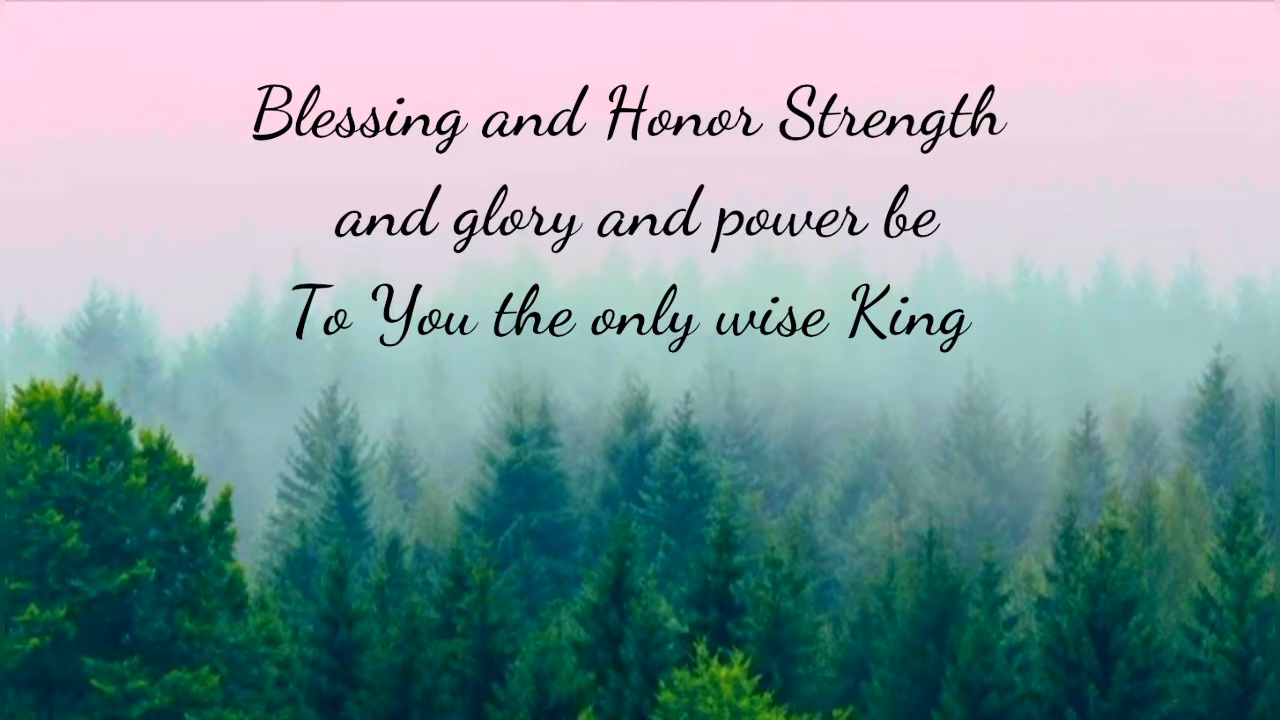 Blessing and Honor Strength
and glory and power be
To You the only wise King